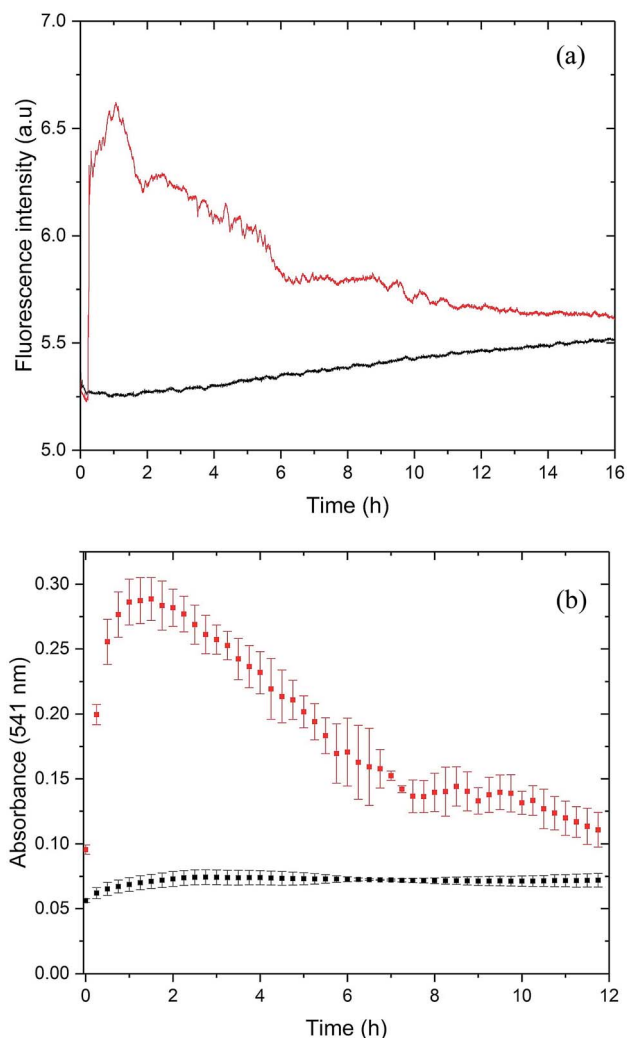 (a)
Fluorescence intensity (a.u)
7.0
6.5
6.0
5.5
5.0
0 2 4 6 8 10 12 14 16
Time (h)
(b)
Absorbance (541 nm)
0.30
0.25
0.20
0.15
0.10
0.05
0.00
0 2 4 6 8 10 12
Time (h)